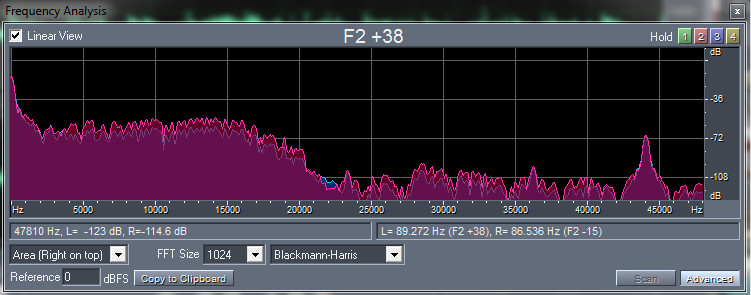 Frequency Analysis
x
Linear View
F2 +38
Hold
1 2 3 4
dB
-36
-72
-108
dB
Hz 5000 10000 15000 20000 25000 30000 35000 40000 45000 Hz
47810 Hz, L= -123 dB, R=-114.6 dB
L= 89.272 Hz (F2 +38), R= 86.536 Hz (F2 -15)
Area (Right on top)
FFT Size
1024
Blackmann-Harris
Reference
0
dBFS
Copy to Clipboard
Scan
Advanced